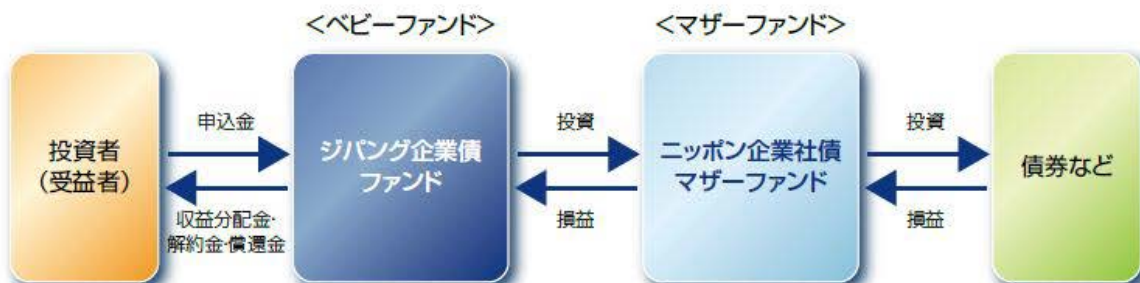 <ベビーファンド>
<マザーファンド>
投資者
(受益者)
申込金
収益分配金・
解約金・償還金
ジパング企業債
ファンド
投資
損益
ニッポン企業社債
マザーファンド
投資
損益
債券など